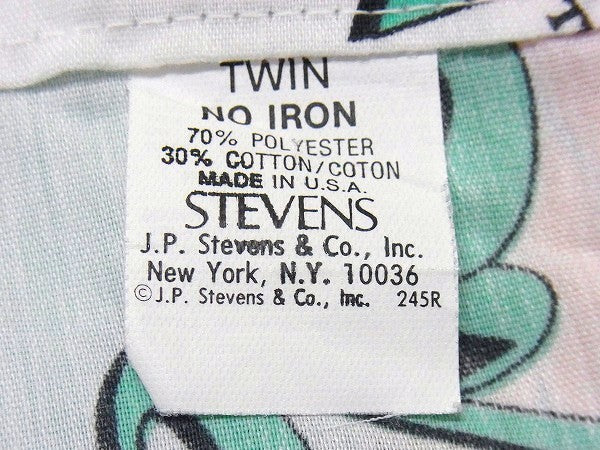 TWIN
NO IRON
70% POLYESTER
30% COTTON/COTON
MADE IN U.S.A.
STEVENS
J.P. Stevens & Co., Inc.
New York, N.Y. 10036
©J.P. Stevens & Co., Inc. 245R